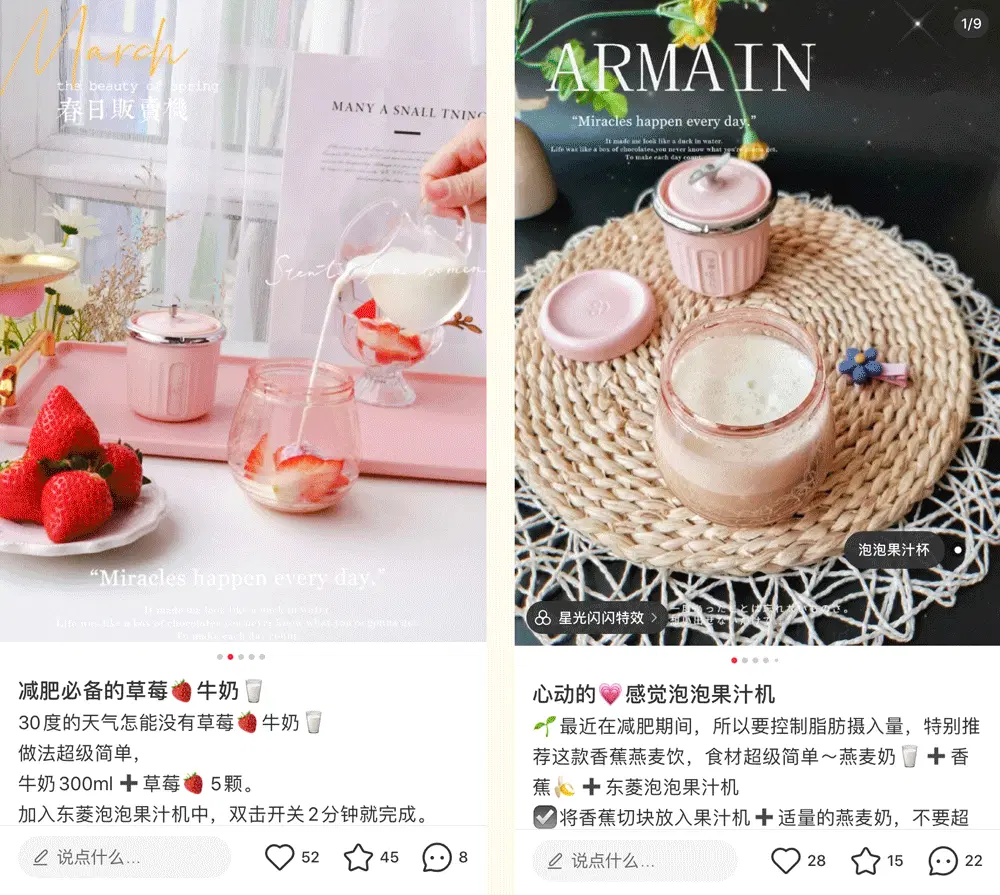 March
the beauty of spring
春日販賣機
MANY A SNALL TNING
“Miracles happen every day.”
It made me look like a duck in water.
Life was like a box of chocolates,you never know what you're gonna get.
To make each day count.
减肥必备的草莓🍓牛奶🥛
30度的天气怎能没有草莓🍓牛奶🥛
做法超级简单，
牛奶300ml➕草莓🍓5颗。
加入东菱泡泡果汁机中，双击开关2分钟就完成。
说点什么...
52
45
8
1/9
ARMAIN
“Miracles happen every day.”
It made me look like a duck in water.
Life was like a box of chocolates,you never know what you're gonna get.
To make each day count.
泡泡果汁杯
星光闪闪特效 >
心动的💗感觉泡泡果汁机
🌱最近在减肥期间，所以要控制脂肪摄入量，特别推
荐这款香蕉燕麦饮，食材超级简单～燕麦奶🥛➕香
蕉🍌➕东菱泡泡果汁机
☑️将香蕉切块放入果汁机➕适量的燕麦奶，不要超
说点什么...
28
15
22